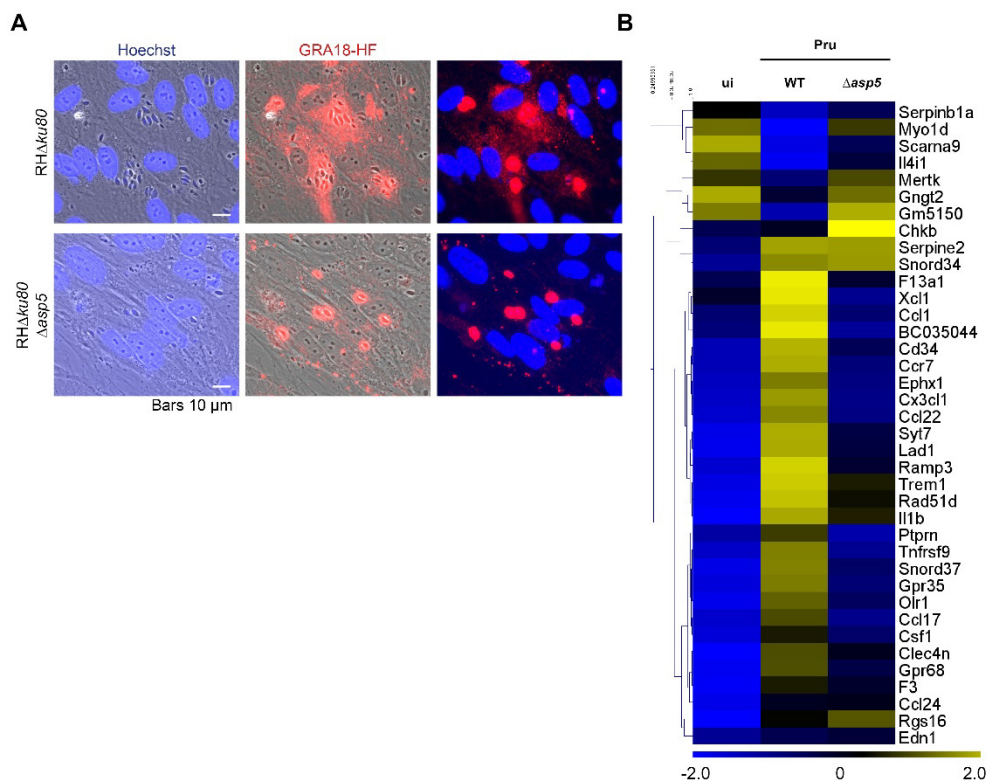 A
Hoechst
GRA18-HF
RHΔku80
RHΔku80
Δasp5
Bars 10 µm
B
Pru
ui
WT
Δasp5
Serpinb1a
Myo1d
Scarna9
Il4i1
Mertk
Gngt2
Gm5150
Chkb
Serpine2
Snord34
F13a1
Xcl1
Ccl1
BC035044
Cd34
Ccr7
Ephx1
Cx3cl1
Ccl22
Syt7
Lad1
Ramp3
Trem1
Rad51d
Il1b
Ptprn
Tnfrsf9
Snord37
Gpr35
Olr1
Ccl17
Csf1
Clec4n
Gpr68
F3
Ccl24
Rgs16
Edn1
-2.0
0
2.0